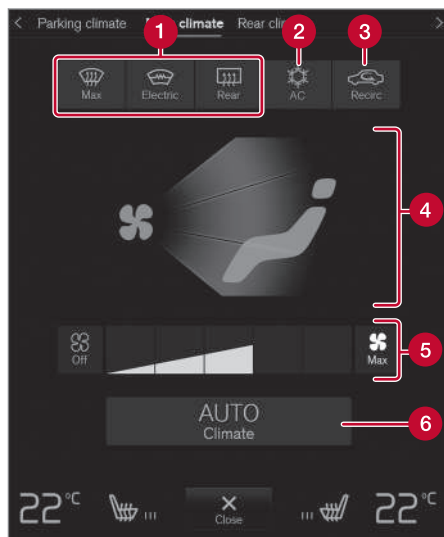 < Parking climate climate Rear >
1 2 3
Max Electric Rear AC Recirc
4
Off Max 5
AUTO
Climate 6
22°C 22°C
Close